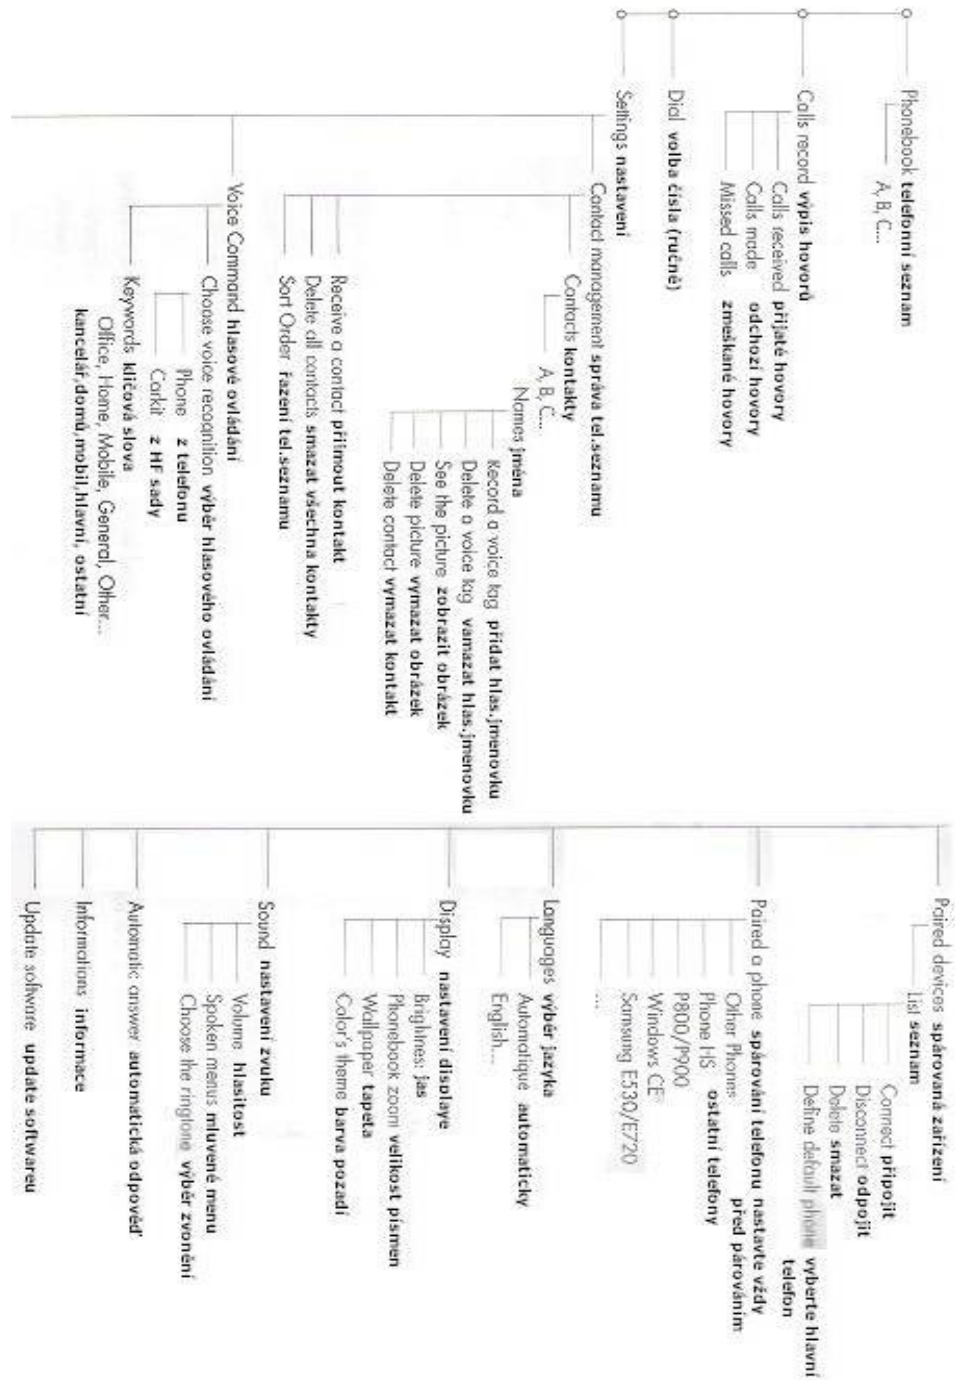 Phonebook telefonní seznam
A, B, C...
Calls record výpis hovorů
Calls received přijaté hovory
Calls made odchozí hovory
Missed calls zmeškané hovory
Dial volba čísla (ručně)
Settings nastavení
Contact management správa tel.seznamu
Contacts kontakty
A, B, C...
Names jména
Record a voice tag přidat hlas.jmenovku
Delete a voice tag vamazat hlas.jmenovku
See the picture zobrazit obrázek
Delete picture vymazat obrázek
Delete contact vymazat kontakt
Receive a contact přijmout kontakt
Delete all contacts smazat všechna kontakty
Sort Order řazení tel.seznamu
Voice Command hlasové ovládání
Choose voice recognition výběr hlasového ovládání
Phone z telefonu
Carkit z HF sady
Keywords klíčová slova
Office, Home, Mobile, General, Other...
kancelář,domů,mobil,hlavní, ostatní
Paired devices spárovaná zařízení
List seznam
Connect připojit
Disconnect odpojit
Delete smazat
Define default phone vyberte hlavní
telefon
Paired a phone spárování telefonu nastavte vždy
před párováním
Other Phones
Phone HS ostatní telefony
P800/P900
Windows CE
Samsung E530/E720
...
Languages výběr jazyka
Automatique automaticky
English...
Display nastavení displaye
Brightnes: jas
Phonebook zoom velikost písmen
Wallpaper tapeta
Color's theme barva pozadí
Sound nastavení zvuku
Volume hlasitost
Spoken menus mluvené menu
Choose the ringtone výběr zvonění
Automatic answer automatická odpověď
Informations informace
Update software update softwareu